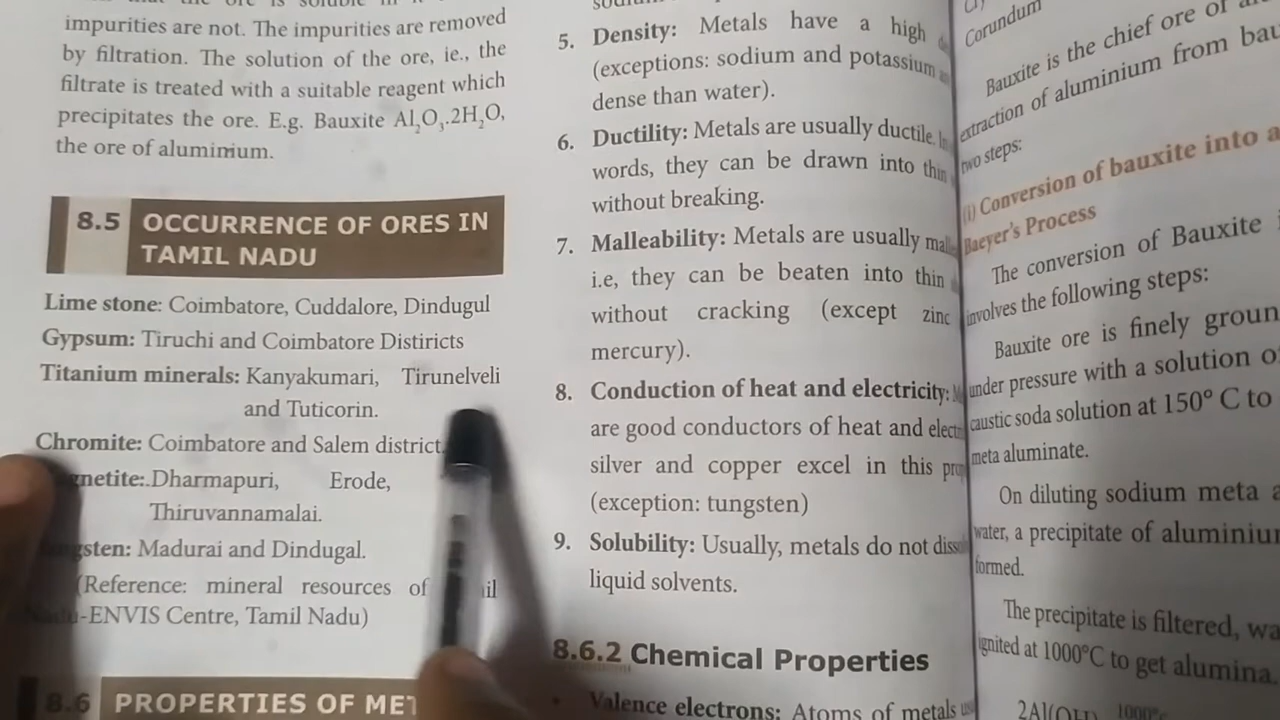 impurities are not. The impurities are removed
by filtration. The solution of the ore, ie., the
filtrate is treated with a suitable reagent which
precipitates the ore. E.g. Bauxite Al₂O₃.2H₂O,
the ore of aluminium.
8.5 OCCURRENCE OF ORES IN
TAMIL NADU
Lime stone: Coimbatore, Cuddalore, Dindugul
Gypsum: Tiruchi and Coimbatore Distiricts
Titanium minerals: Kanyakumari, Tirunelveli
and Tuticorin.
Chromite: Coimbatore and Salem district.
Dharmapuri, Erode,
Thiruvannamalai.
Madurai and Dindugal.
(Reference: mineral resources of
-ENVIS Centre, Tamil Nadu)
8.6 PROPERTIES OF
5. Density: Metals have a high
(exceptions: sodium and potassium
dense than water).
6. Ductility: Metals are usually ductile.
words, they can be drawn into thin
without breaking.
7. Malleability: Metals are usually
i.e, they can be beaten into thin
without cracking (except zinc
mercury).
8. Conduction of heat and electricity:
are good conductors of heat and
silver and copper excel in this
(exception: tungsten)
9. Solubility: Usually, metals do not
liquid solvents.
8.6.2 Chemical Properties
• Valence electrons: Atoms of metals
Corundum
Bauxite is the chief ore of
extraction of aluminium from
two steps:
(i) Conversion of bauxite into
Baeyer's Process
The conversion of Bauxite
involves the following steps:
Bauxite ore is finely
under pressure with a solution
caustic soda solution at 150° C to
meta aluminate.
On diluting sodium meta
water, a precipitate of
formed.
The precipitate is filtered,
ignited at 1000°C to get alumina.
1000°